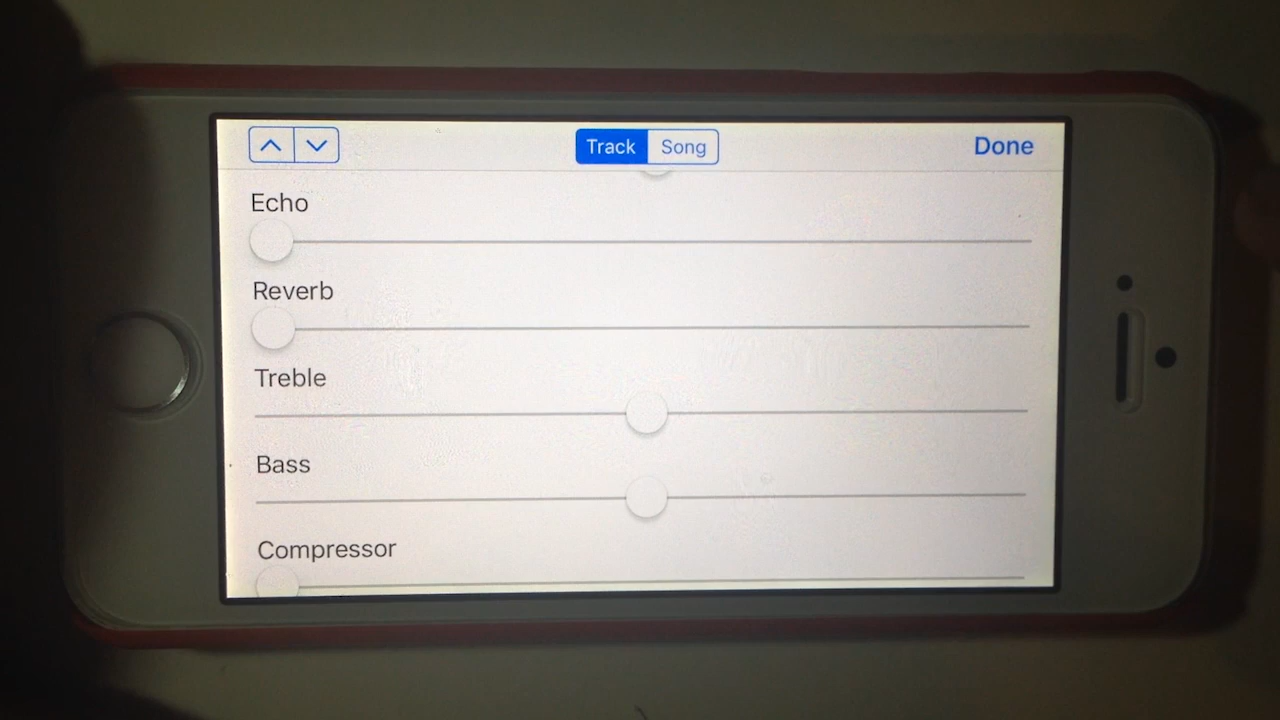 Track Song Done
Echo
Reverb
Treble
Bass
Compressor